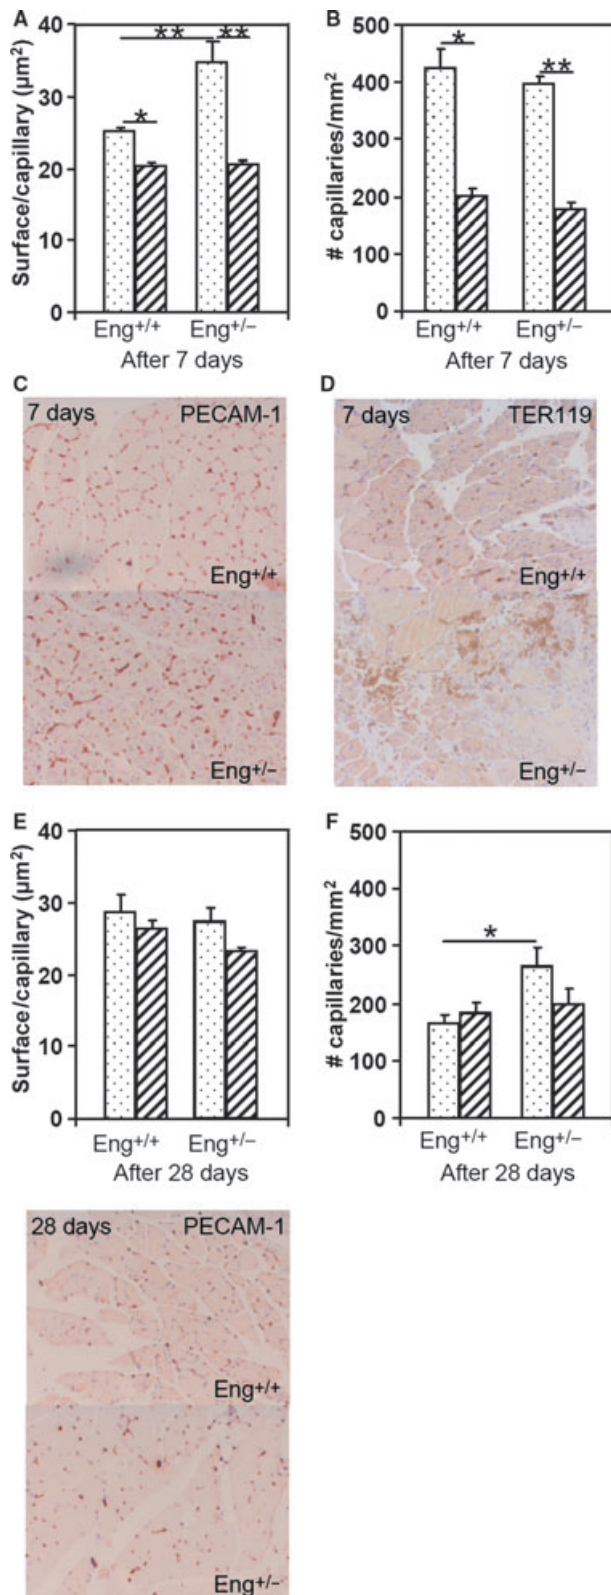 A
Surface/capillary (µm²)
40
30
20
10
0
**
**
*
Eng+/+ Eng+/–
After 7 days
B
# capillaries/mm²
500
400
300
200
100
0
*
**
Eng+/+ Eng+/–
After 7 days
C
7 days PECAM-1
Eng+/+
Eng+/–
D
7 days TER119
Eng+/+
Eng+/–
E
Surface/capillary (µm²)
40
30
20
10
0
Eng+/+ Eng+/–
After 28 days
F
# capillaries/mm²
500
400
300
200
100
0
*
Eng+/+ Eng+/–
After 28 days
28 days PECAM-1
Eng+/+
Eng+/–